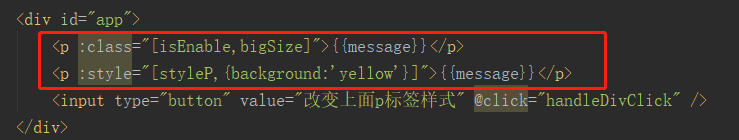 <div id="app">
<p :class="[isEnable,bigSize]">{{message}}</p>
<p :style="[styleP,{background:'yellow'}]">{{message}}</p>
<input type="button" value="改变上面p标签样式" @click="handleDivClick" />
</div>